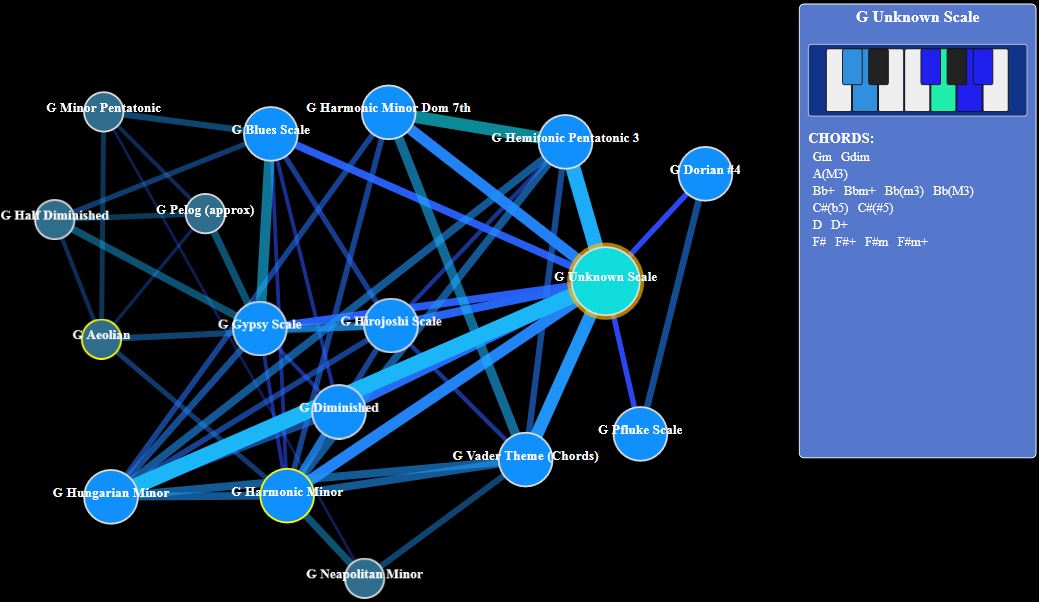 G Unknown Scale
G Minor Pentatonic
G Harmonic Minor Dom 7th
G Blues Scale
G Hemitonic Pentatonic 3
CHORDS:
Gm Gdim
G Dorian #4
A(M3)
Bb+ Bbm+ Bb(m3) Bb(M3)
G Half Diminished
G Pelog (approx)
C#(b5) C#(#5)
D D+
F# F#+ F#m F#m+
G Unknown Scale
G Aeolian
G Gypsy Scale
G Hirojoshi Scale
G Diminished
G Pfluke Scale
G Vader Theme (Chords)
G Hungarian Minor
G Harmonic Minor
G Neapolitan Minor